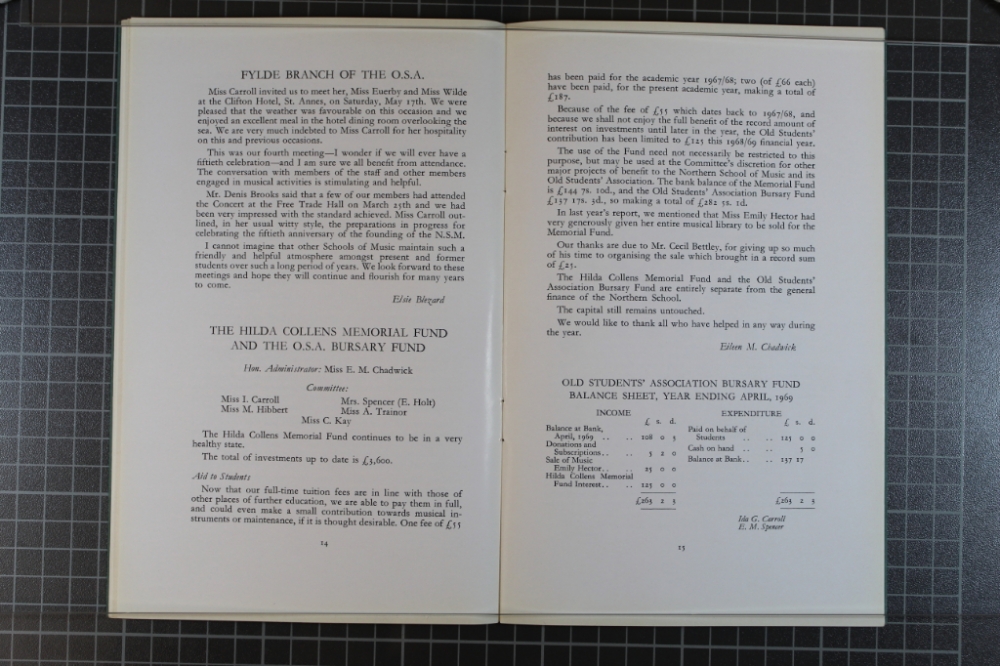 FYLDE BRANCH OF THE O.S.A.
Miss Carroll invited us to meet her, Miss Euerby and Miss Wilde
at the Clifton Hotel, St. Annes, on Saturday, May 17th. We were
pleased that the weather was favourable on this occasion and we
enjoyed an excellent meal in the hotel dining room overlooking the
sea. We are very much indebted to Miss Carroll for her hospitality
on this and previous occasions.
This was our fourth meeting—I wonder if we will ever have a
fiftieth celebration—and I am sure we all benefit from attendance.
The conversation with members of the staff and other members
engaged in musical activities is stimulating and helpful.
Mr. Denis Brooks said that a few of our members had attended
the Concert at the Free Trade Hall on March 25th and we had
been very impressed with the standard achieved. Miss Carroll out-
lined, in her usual witty style, the preparations in progress for
celebrating the fiftieth anniversary of the founding of the N.S.M.
I cannot imagine that other Schools of Music maintain such a
friendly and helpful atmosphere amongst present and former
students over such a long period of years. We look forward to these
meetings and hope they will continue and flourish for many years
to come.
Elsie Blezard
THE HILDA COLLENS MEMORIAL FUND
AND THE O.S.A. BURSARY FUND
Hon. Administrator: Miss E. M. Chadwick
Committee:
Miss I. Carroll Mrs. Spencer (E. Holt)
Miss M. Hibbert Miss A. Trainor
Miss C. Kay
The Hilda Collens Memorial Fund continues to be in a very
healthy state.
The total of investments up to date is £3,600.
Aid to Students
Now that our full-time tuition fees are in line with those of
other places of further education, we are able to pay them in full,
and could even make a small contribution towards musical in-
struments or maintenance, if it is thought desirable. One fee of £55
14
has been paid for the academic year 1967/68; two (of £66 each)
have been paid, for the present academic year, making a total of
£187.
Because of the fee of £55 which dates back to 1967/68, and
because we shall not enjoy the full benefit of the record amount of
interest on investments until later in the year, the Old Students'
contribution has been limited to £125 this 1968/69 financial year.
The use of the Fund need not necessarily be restricted to this
purpose, but may be used at the Committee's discretion for other
major projects of benefit to the Northern School of Music and its
Old Students' Association. The bank balance of the Memorial Fund
is £144 7s. 10d., and the Old Students' Association Bursary Fund
£137 17s. 3d., so making a total of £282 5s. 1d.
In last year's report, we mentioned that Miss Emily Hector had
very generously given her entire musical library to be sold for the
Memorial Fund.
Our thanks are due to Mr. Cecil Bettley, for giving up so much
of his time to organising the sale which brought in a record sum
of £25.
The Hilda Collens Memorial Fund and the Old Students'
Association Bursary Fund are entirely separate from the general
finance of the Northern School.
The capital still remains untouched.
We would like to thank all who have helped in any way during
the year.
Eileen M. Chadwick
OLD STUDENTS' ASSOCIATION BURSARY FUND
BALANCE SHEET, YEAR ENDING APRIL, 1969
INCOME EXPENDITURE
£ s. d. £ s. d.
Balance at Bank, Paid on behalf of
April, 1969 .. .. 108 0 5 Students .. .. 125 0 0
Donations and Cash on hand .. .. 5 0
Subscriptions.. .. 5 2 0 Balance at Bank.. .. 137 17
Sale of Music
Emily Hector.. .. 25 0 0
Hilda Collens Memorial
Fund Interest.. .. 125 0 0
£263 2 3 £263 2 3
Ida G. Carroll
E. M. Spencer
15